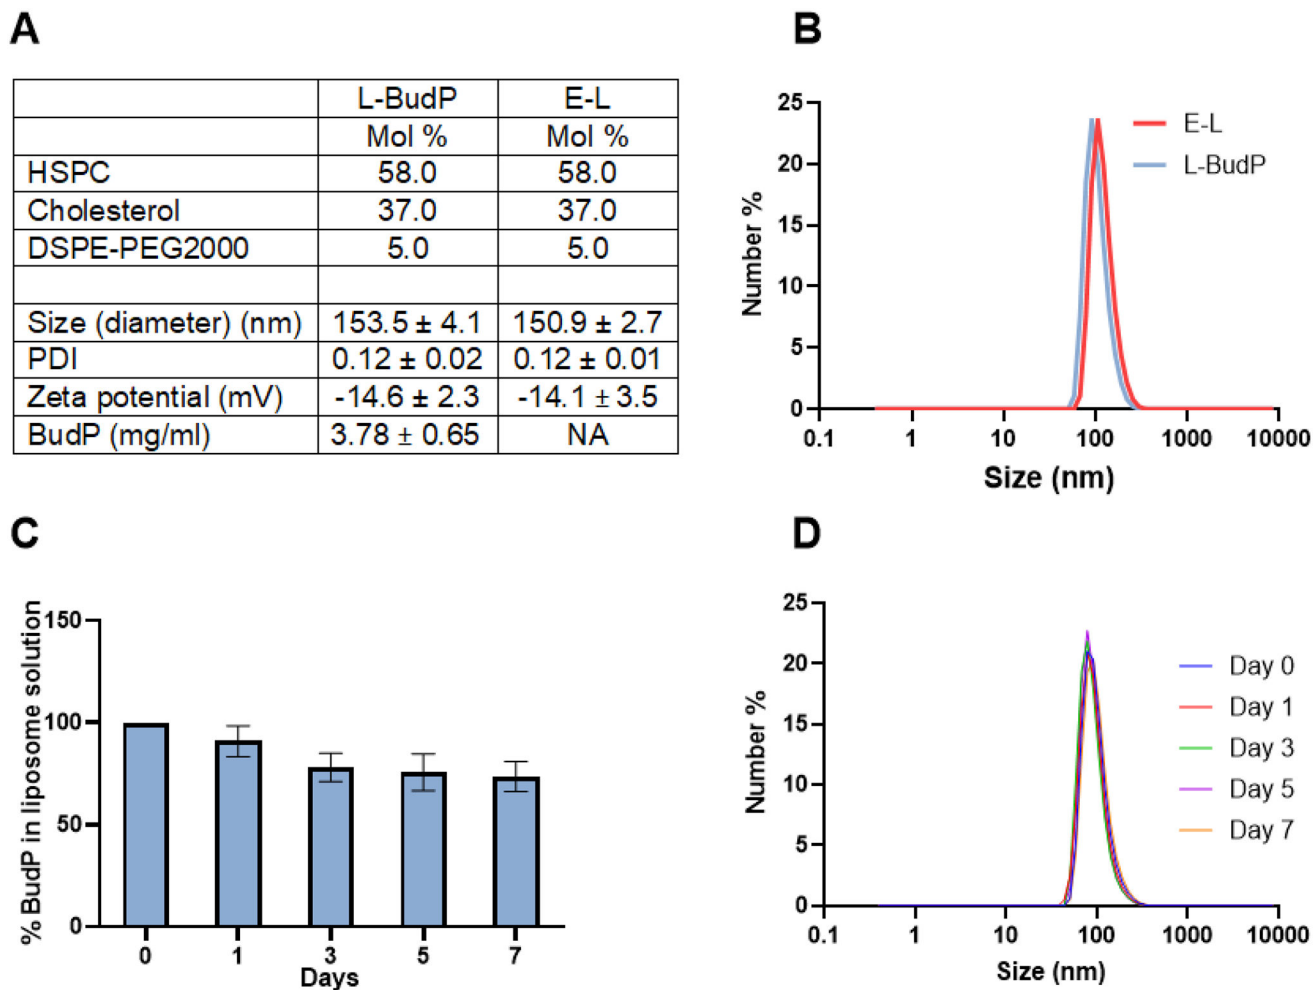 A
L-BudP E-L
Mol % Mol %
HSPC 58.0 58.0
Cholesterol 37.0 37.0
DSPE-PEG2000 5.0 5.0
Size (diameter) (nm) 153.5 ± 4.1 150.9 ± 2.7
PDI 0.12 ± 0.02 0.12 ± 0.01
Zeta potential (mV) -14.6 ± 2.3 -14.1 ± 3.5
BudP (mg/ml) 3.78 ± 0.65 NA
B
Number %
25
20
15
10
5
0
0.1 1 10 100 1000 10000
Size (nm)
E-L
L-BudP
C
% BudP in liposome solution
150
100
50
0
0 1 3 5 7
Days
D
Number %
25
20
15
10
5
0
0.1 1 10 100 1000 10000
Size (nm)
Day 0
Day 1
Day 3
Day 5
Day 7